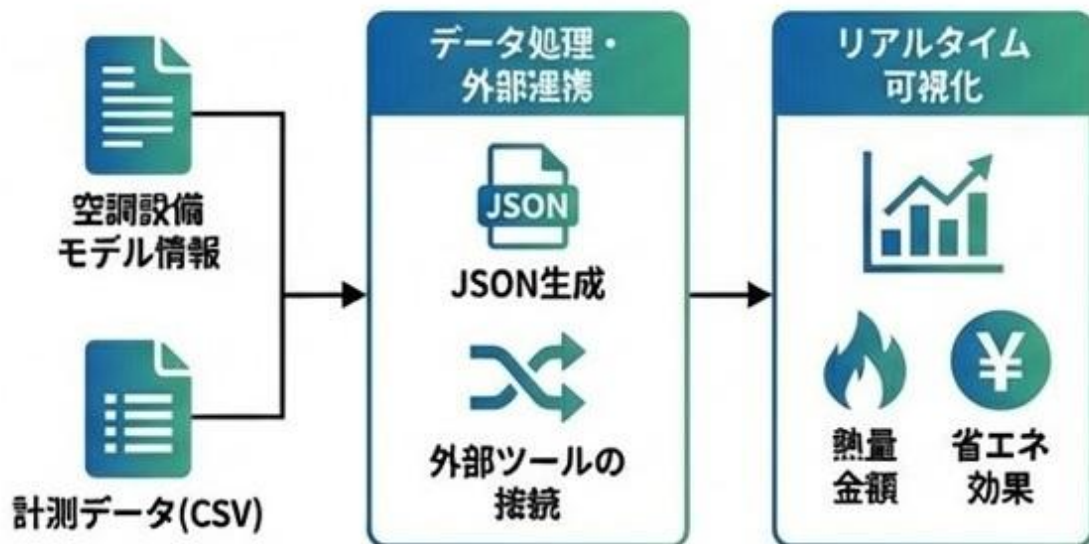 空調設備
モデル情報
計測データ(CSV)
データ処理・
外部連携
JSON
JSON生成
外部ツールの
接続
リアルタイム
可視化
¥
熱量
金額
省エネ
効果